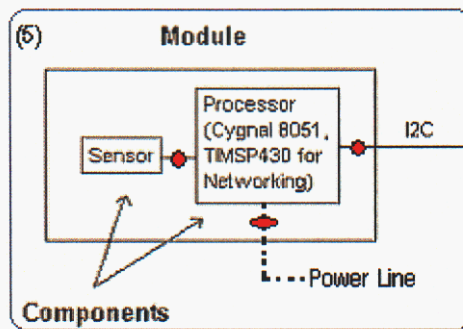 (5) Module
Processor
(Cygnal 8051,
TIMSP430 for
Networking)
Sensor
I2C
Power Line
Components